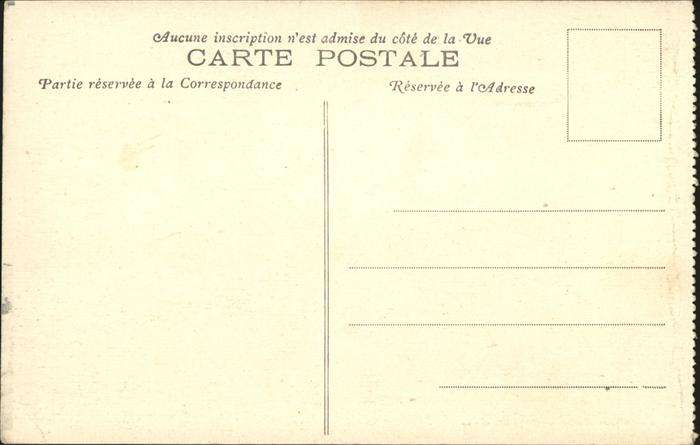 Aucune inscription n'est admise du côté de la Vue
CARTE POSTALE
Partie réservée à la Correspondance
Réservée à l'Adresse